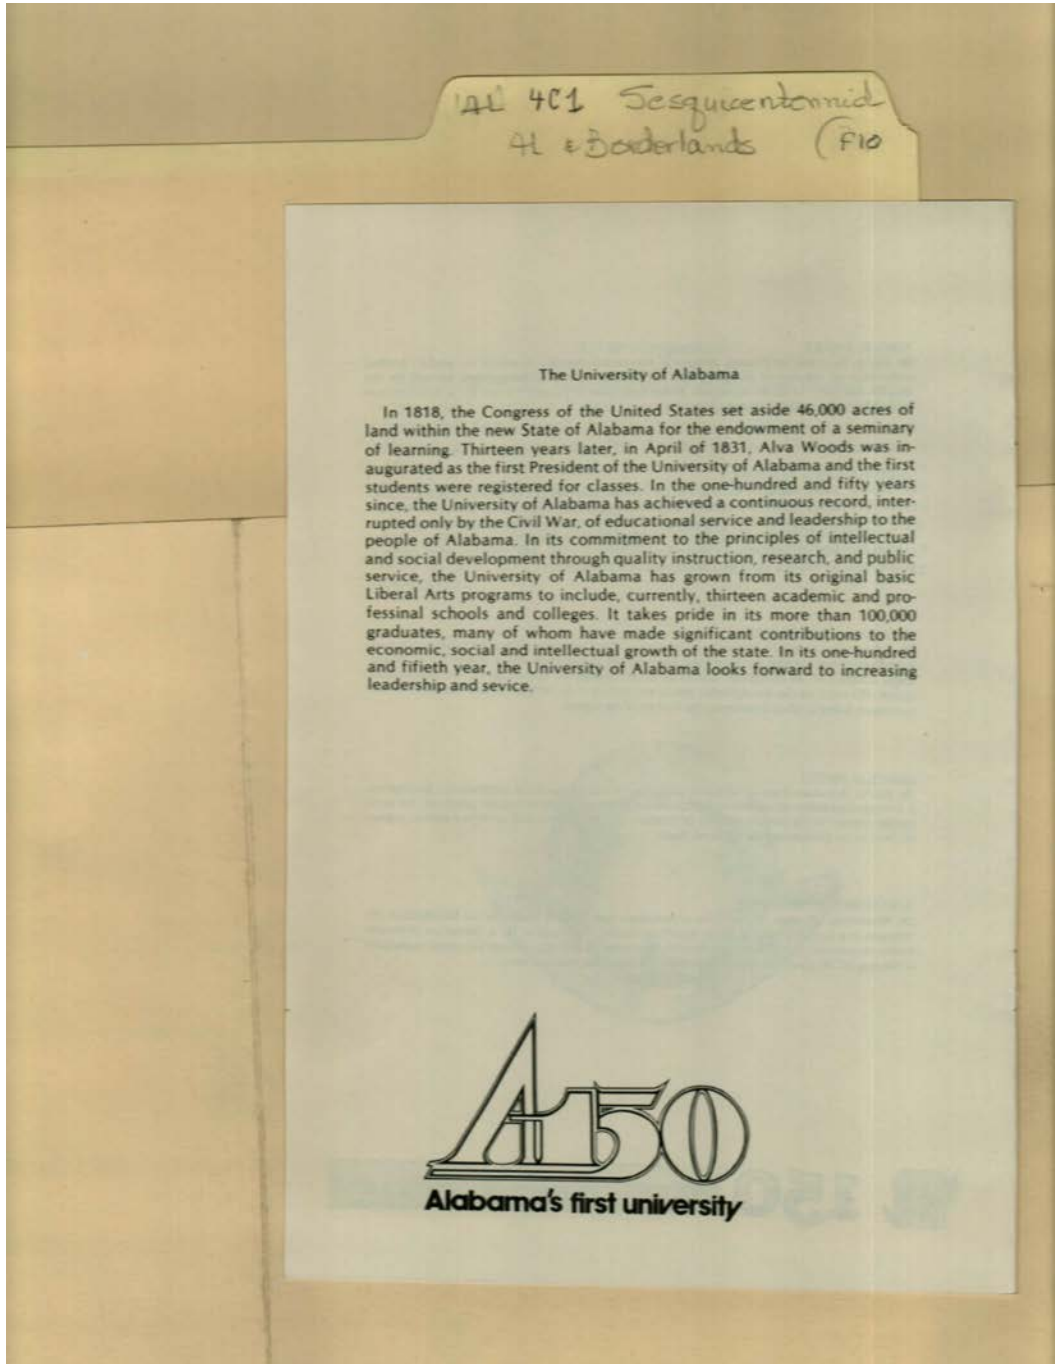 AL 4C1 Sesquicentennial
AL & Borderlands (F10
The University of Alabama
In 1818, the Congress of the United States set aside 46,000 acres of
land within the new State of Alabama for the endowment of a seminary
of learning. Thirteen years later, in April of 1831, Alva Woods was in-
augurated as the first President of the University of Alabama and the first
students were registered for classes. In the one-hundred and fifty years
since, the University of Alabama has achieved a continuous record, inter-
rupted only by the Civil War, of educational service and leadership to the
people of Alabama. In its commitment to the principles of intellectual
and social development through quality instruction, research, and public
service, the University of Alabama has grown from its original basic
Liberal Arts programs to include, currently, thirteen academic and pro-
fessinal schools and colleges. It takes pride in its more than 100,000
graduates, many of whom have made significant contributions to the
economic, social and intellectual growth of the state. In its one-hundred
and fifieth year, the University of Alabama looks forward to increasing
leadership and sevice.
A150
Alabama's first university